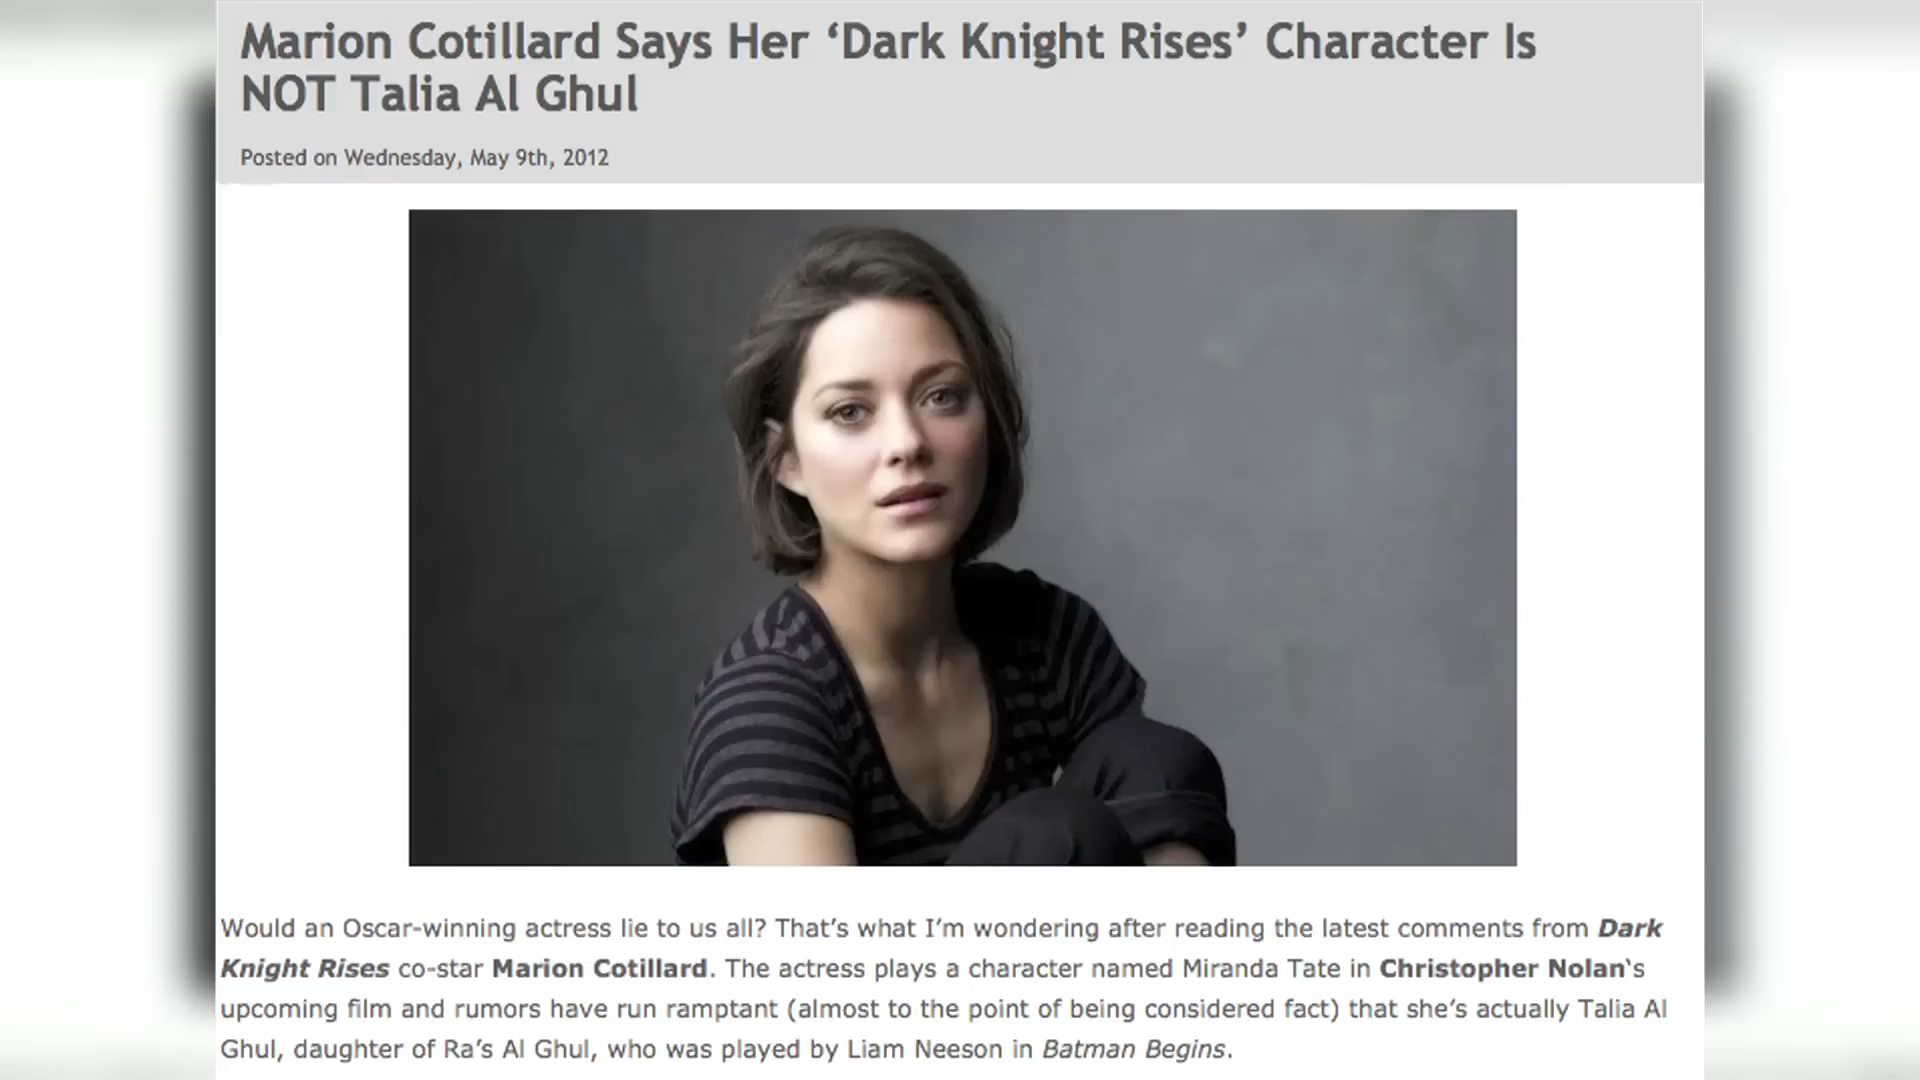 Marion Cotillard Says Her ‘Dark Knight Rises’ Character Is
NOT Talia Al Ghul
Posted on Wednesday, May 9th, 2012
Would an Oscar-winning actress lie to us all? That’s what I’m wondering after reading the latest comments from Dark
Knight Rises co-star Marion Cotillard. The actress plays a character named Miranda Tate in Christopher Nolan‘s
upcoming film and rumors have run ramptant (almost to the point of being considered fact) that she’s actually Talia Al
Ghul, daughter of Ra’s Al Ghul, who was played by Liam Neeson in Batman Begins.